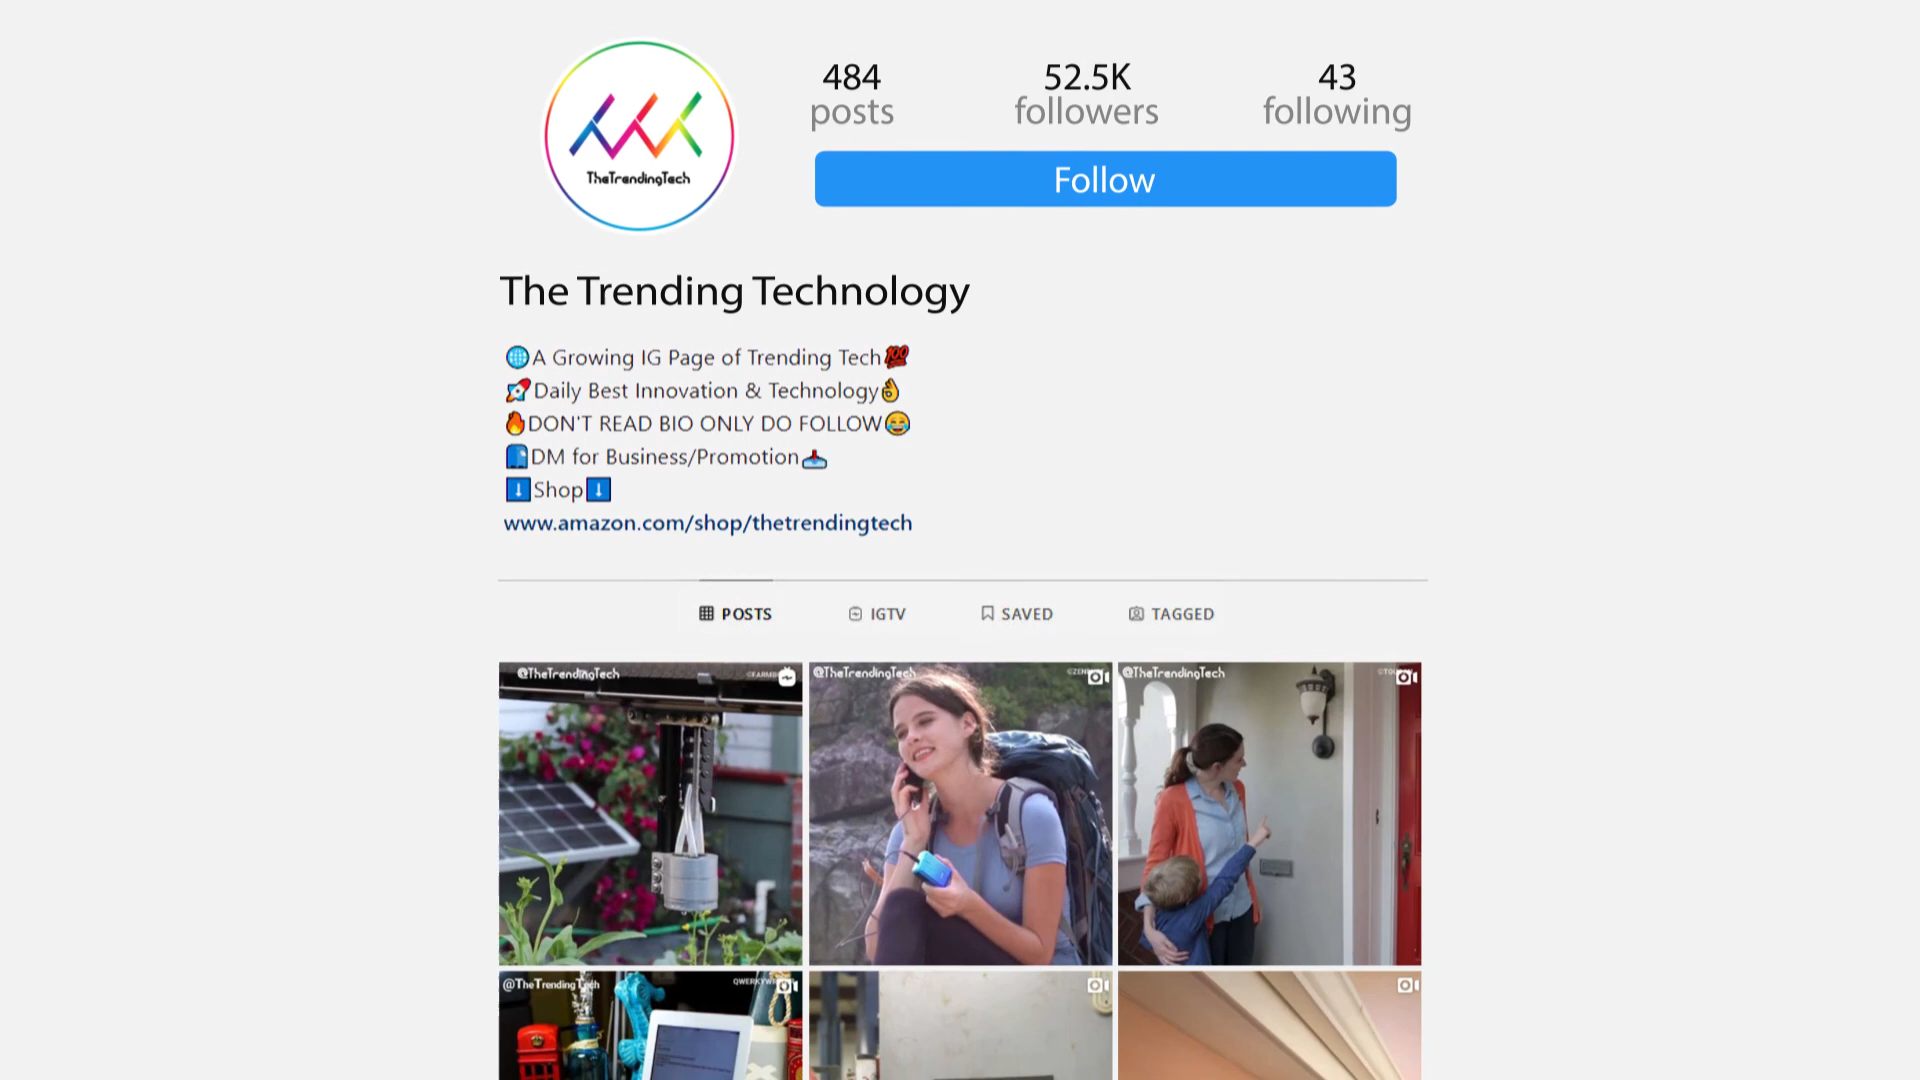 484
posts
52.5K
followers
43
following
TheTrendingTech
Follow
The Trending Technology
🌐A Growing IG Page of Trending Tech💯
🚀Daily Best Innovation & Technology👌
🔥DON'T READ BIO ONLY DO FOLLOW😂
📘DM for Business/Promotion📥
⬇️Shop⬇️
www.amazon.com/shop/thetrendingtech
POSTS
IGTV
SAVED
TAGGED
@TheTrendingTech
@TheTrendingTech
@TheTrendingTech
@TheTrendingTech